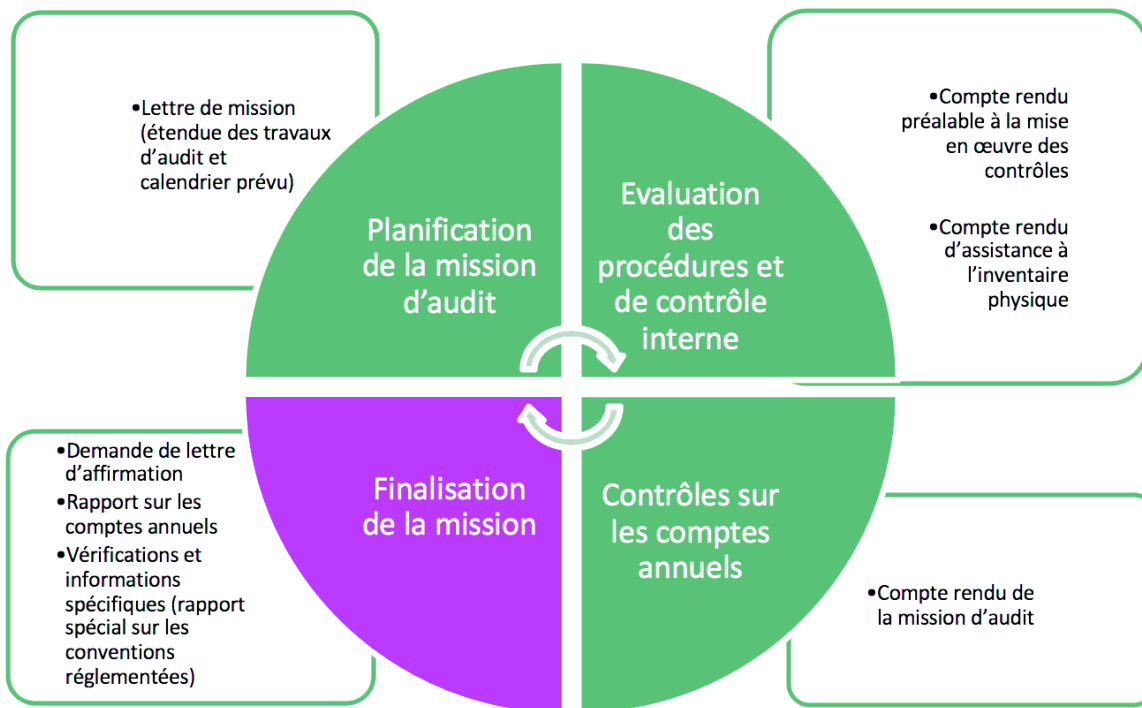 •Lettre de mission
(étendue des travaux
d’audit et
calendrier prévu)
Planification
de la mission
d’audit
Evaluation
des
procédures et
de contrôle
interne
•Compte rendu
préalable à la mise
en œuvre des
contrôles
•Compte rendu
d’assistance à
l’inventaire
physique
•Demande de lettre
d’affirmation
•Rapport sur les
comptes annuels
•Vérifications et
informations
spécifiques (rapport
spécial sur les
conventions
réglementées)
Finalisation
de la mission
Contrôles sur
les comptes
annuels
•Compte rendu de
la mission d’audit